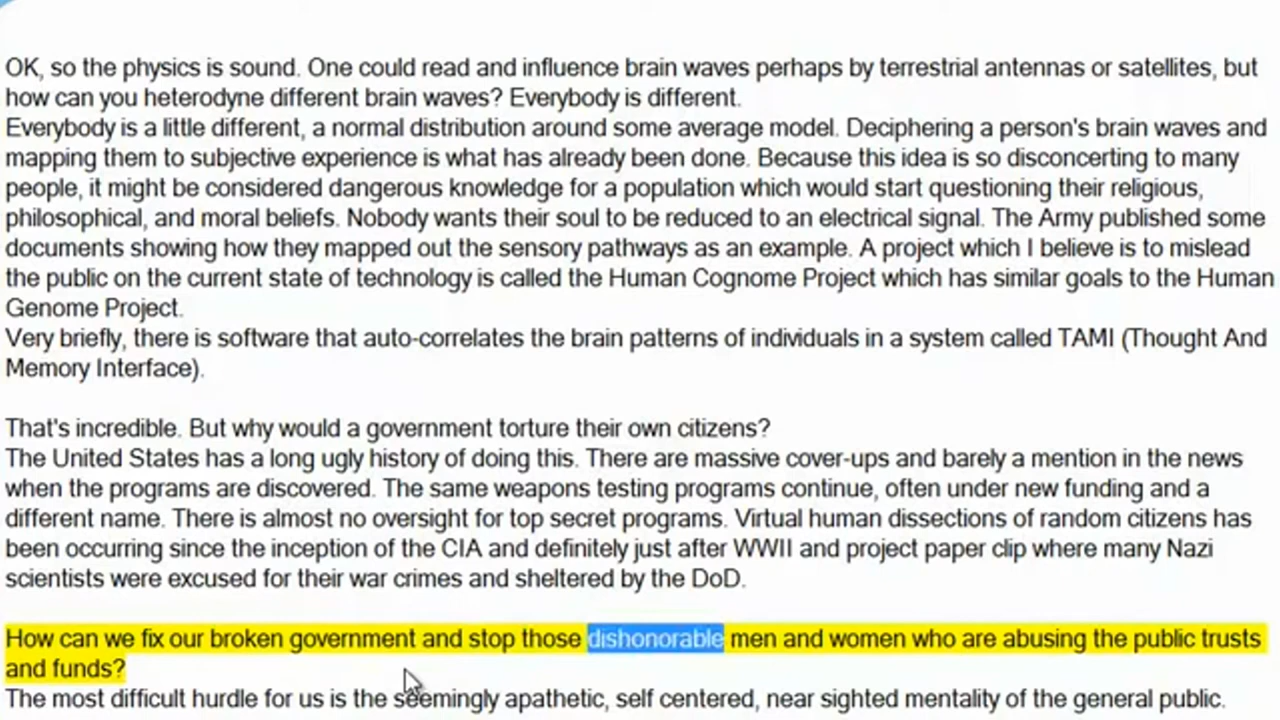 OK, so the physics is sound. One could read and influence brain waves perhaps by terrestrial antennas or satellites, but
how can you heterodyne different brain waves? Everybody is different.
Everybody is a little different, a normal distribution around some average model. Deciphering a person's brain waves and
mapping them to subjective experience is what has already been done. Because this idea is so disconcerting to many
people, it might be considered dangerous knowledge for a population which would start questioning their religious,
philosophical, and moral beliefs. Nobody wants their soul to be reduced to an electrical signal. The Army published some
documents showing how they mapped out the sensory pathways as an example. A project which I believe is to mislead
the public on the current state of technology is called the Human Cognome Project which has similar goals to the Human
Genome Project.
Very briefly, there is software that auto-correlates the brain patterns of individuals in a system called TAMI (Thought And
Memory Interface).
That's incredible. But why would a government torture their own citizens?
The United States has a long ugly history of doing this. There are massive cover-ups and barely a mention in the news
when the programs are discovered. The same weapons testing programs continue, often under new funding and a
different name. There is almost no oversight for top secret programs. Virtual human dissections of random citizens has
been occurring since the inception of the CIA and definitely just after WWII and project paper clip where many Nazi
scientists were excused for their war crimes and sheltered by the DoD.
How can we fix our broken government and stop those dishonorable men and women who are abusing the public trusts
and funds?
The most difficult hurdle for us is the seemingly apathetic, self centered, near sighted mentality of the general public.